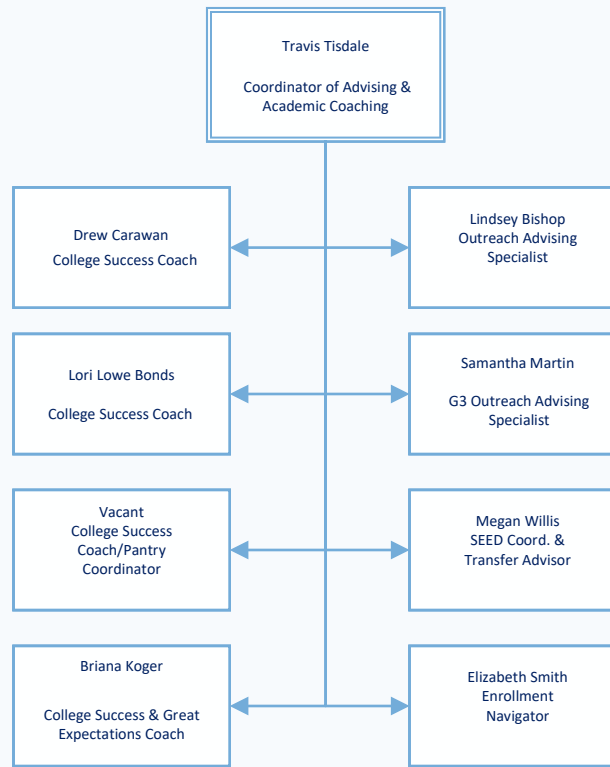 Travis Tisdale
Coordinator of Advising &
Academic Coaching
Drew Carawan
College Success Coach
Lindsey Bishop
Outreach Advising
Specialist
Lori Lowe Bonds
College Success Coach
Samantha Martin
G3 Outreach Advising
Specialist
Vacant
College Success
Coach/Pantry
Coordinator
Megan Willis
SEED Coord. &
Transfer Advisor
Briana Koger
College Success & Great
Expectations Coach
Elizabeth Smith
Enrollment
Navigator